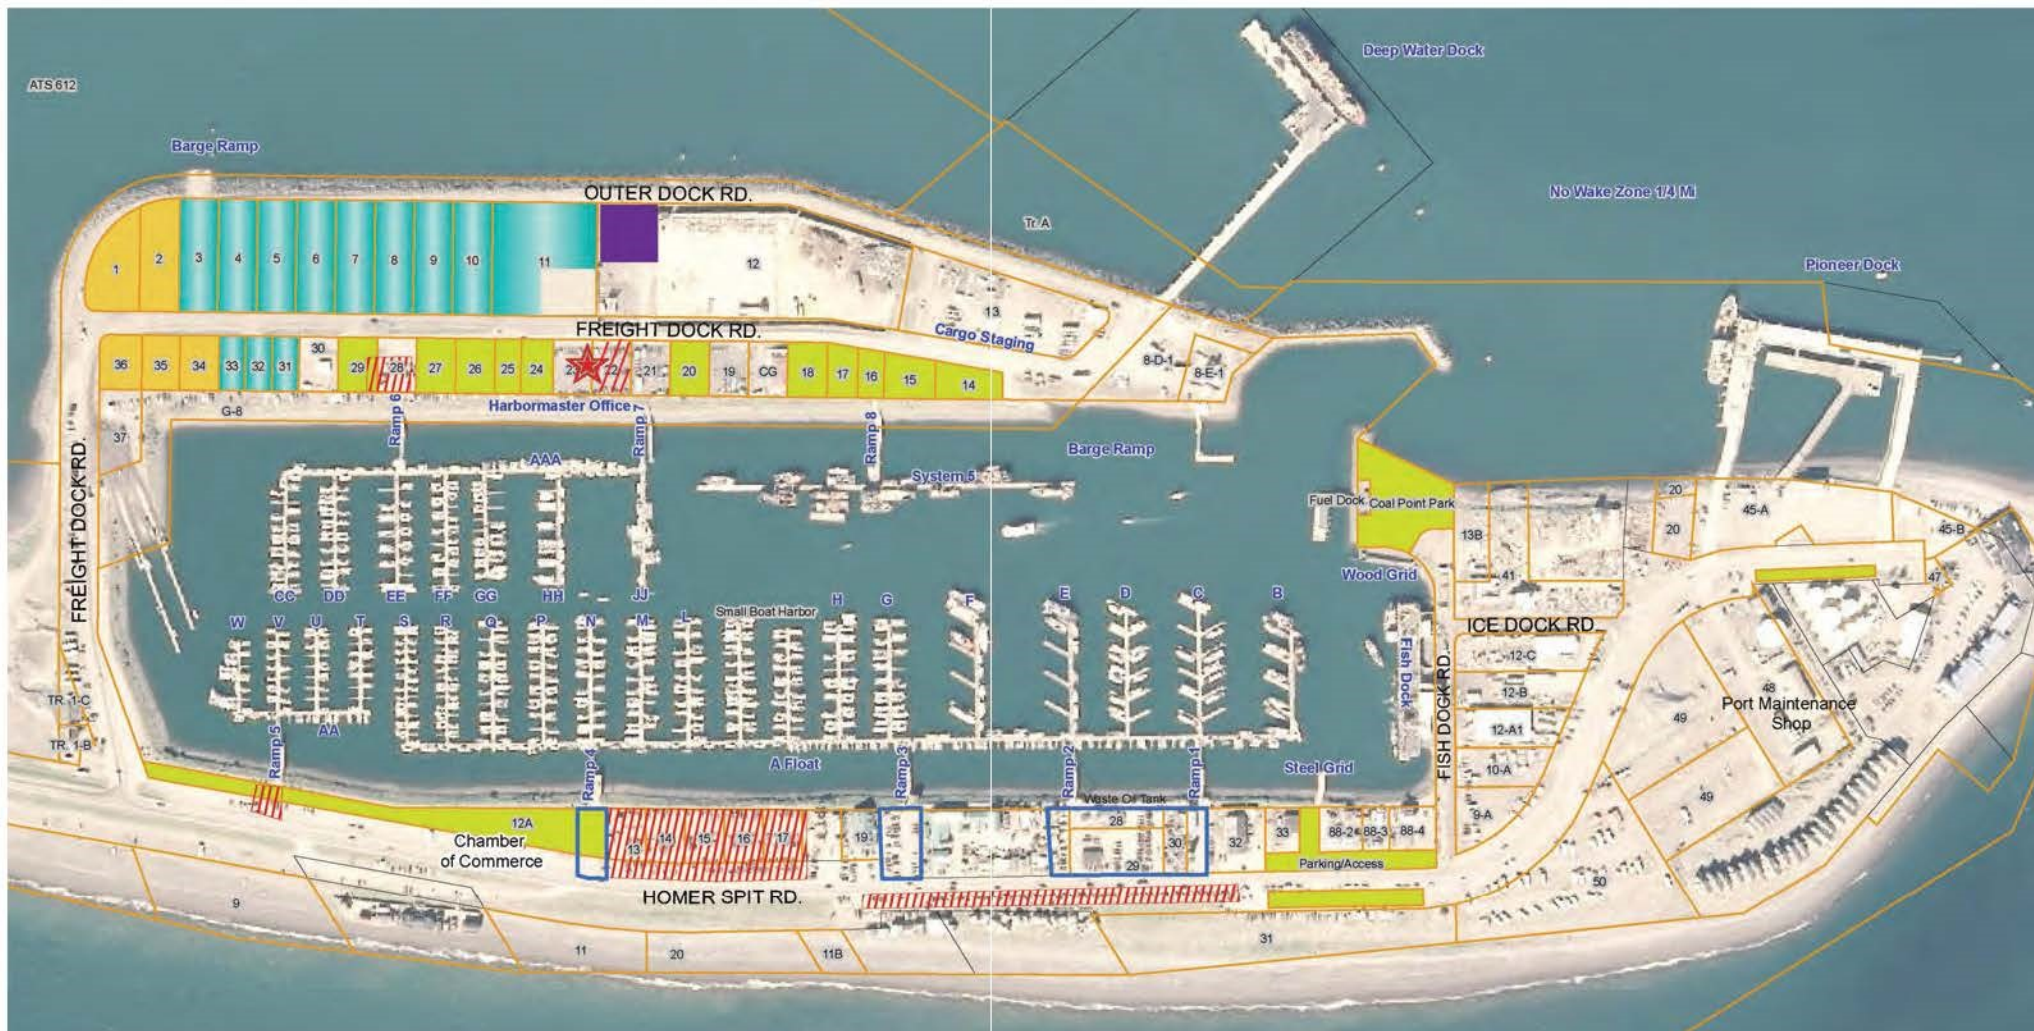 ATS 612
Deep Water Dock
Barge Ramp
OUTER DOCK RD.
No Wake Zone 1/4 Mi
Tr. A
Pioneer Dock
1
2
3
4
5
6
7
8
9
10
11
12
13
FREIGHT DOCK RD.
Cargo Staging
36
35
34
33
32
31
30
29
28
27
26
25
24
23
22
21
20
19
CG
18
17
16
15
14
8-D-1
8-E-1
G-8
Harbormaster Office
Ramp 6
Ramp 7
Ramp 8
37
FREIGHT DOCK RD.
AAA
System 5
Barge Ramp
Fuel Dock
Coal Point Park
13B
41
20
20
45-A
45-B
47
Wood Grid
CC
DD
EE
FF
GG
HH
JJ
W
V
U
T
S
R
Q
P
N
M
L
Small Boat Harbor
H
G
F
E
D
C
B
Fish Dock
FISH DOCK RD.
ICE DOCK RD.
12-C
12-B
12-A1
10-A
9-A
48
Port Maintenance
Shop
49
49
50
TR. 1-C
TR. 1-B
Ramp 5
AA
Ramp 4
A Float
Ramp 3
Ramp 2
Ramp 1
Steel Grid
Waste Oil Tank
12A
Chamber
of Commerce
13
14
15
16
17
19
28
29
30
32
33
88-2
88-3
88-4
Parking/Access
HOMER SPIT RD.
9
11
20
11B
31